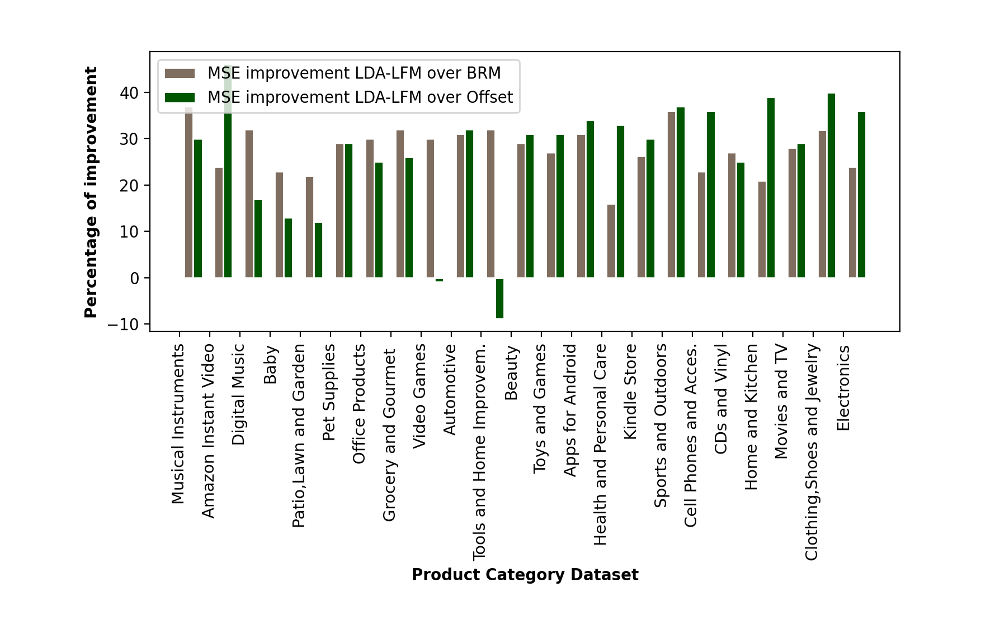 MSE improvement LDA-LFM over BRM
MSE improvement LDA-LFM over Offset
Percentage of improvement
40
30
20
10
0
−10
Musical Instruments
Amazon Instant Video
Digital Music
Baby
Patio,Lawn and Garden
Pet Supplies
Office Products
Grocery and Gourmet
Video Games
Automotive
Tools and Home Improvem.
Beauty
Toys and Games
Apps for Android
Health and Personal Care
Kindle Store
Sports and Outdoors
Cell Phones and Acces.
CDs and Vinyl
Home and Kitchen
Movies and TV
Clothing,Shoes and Jewelry
Electronics
Product Category Dataset